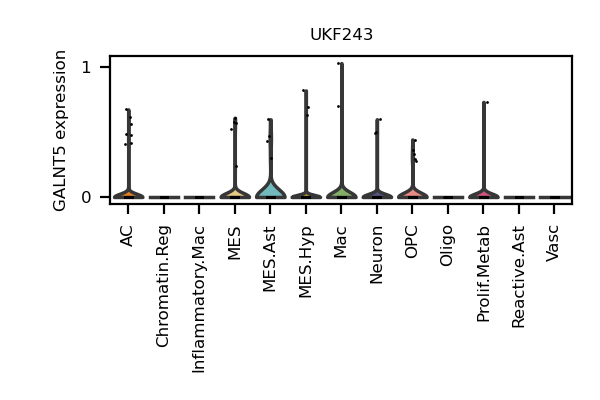 UKF243
GALNT5 expression
1
0
AC
Chromatin.Reg
Inflammatory.Mac
MES
MES.Ast
MES.Hyp
Mac
Neuron
OPC
Oligo
Prolif.Metab
Reactive.Ast
Vasc